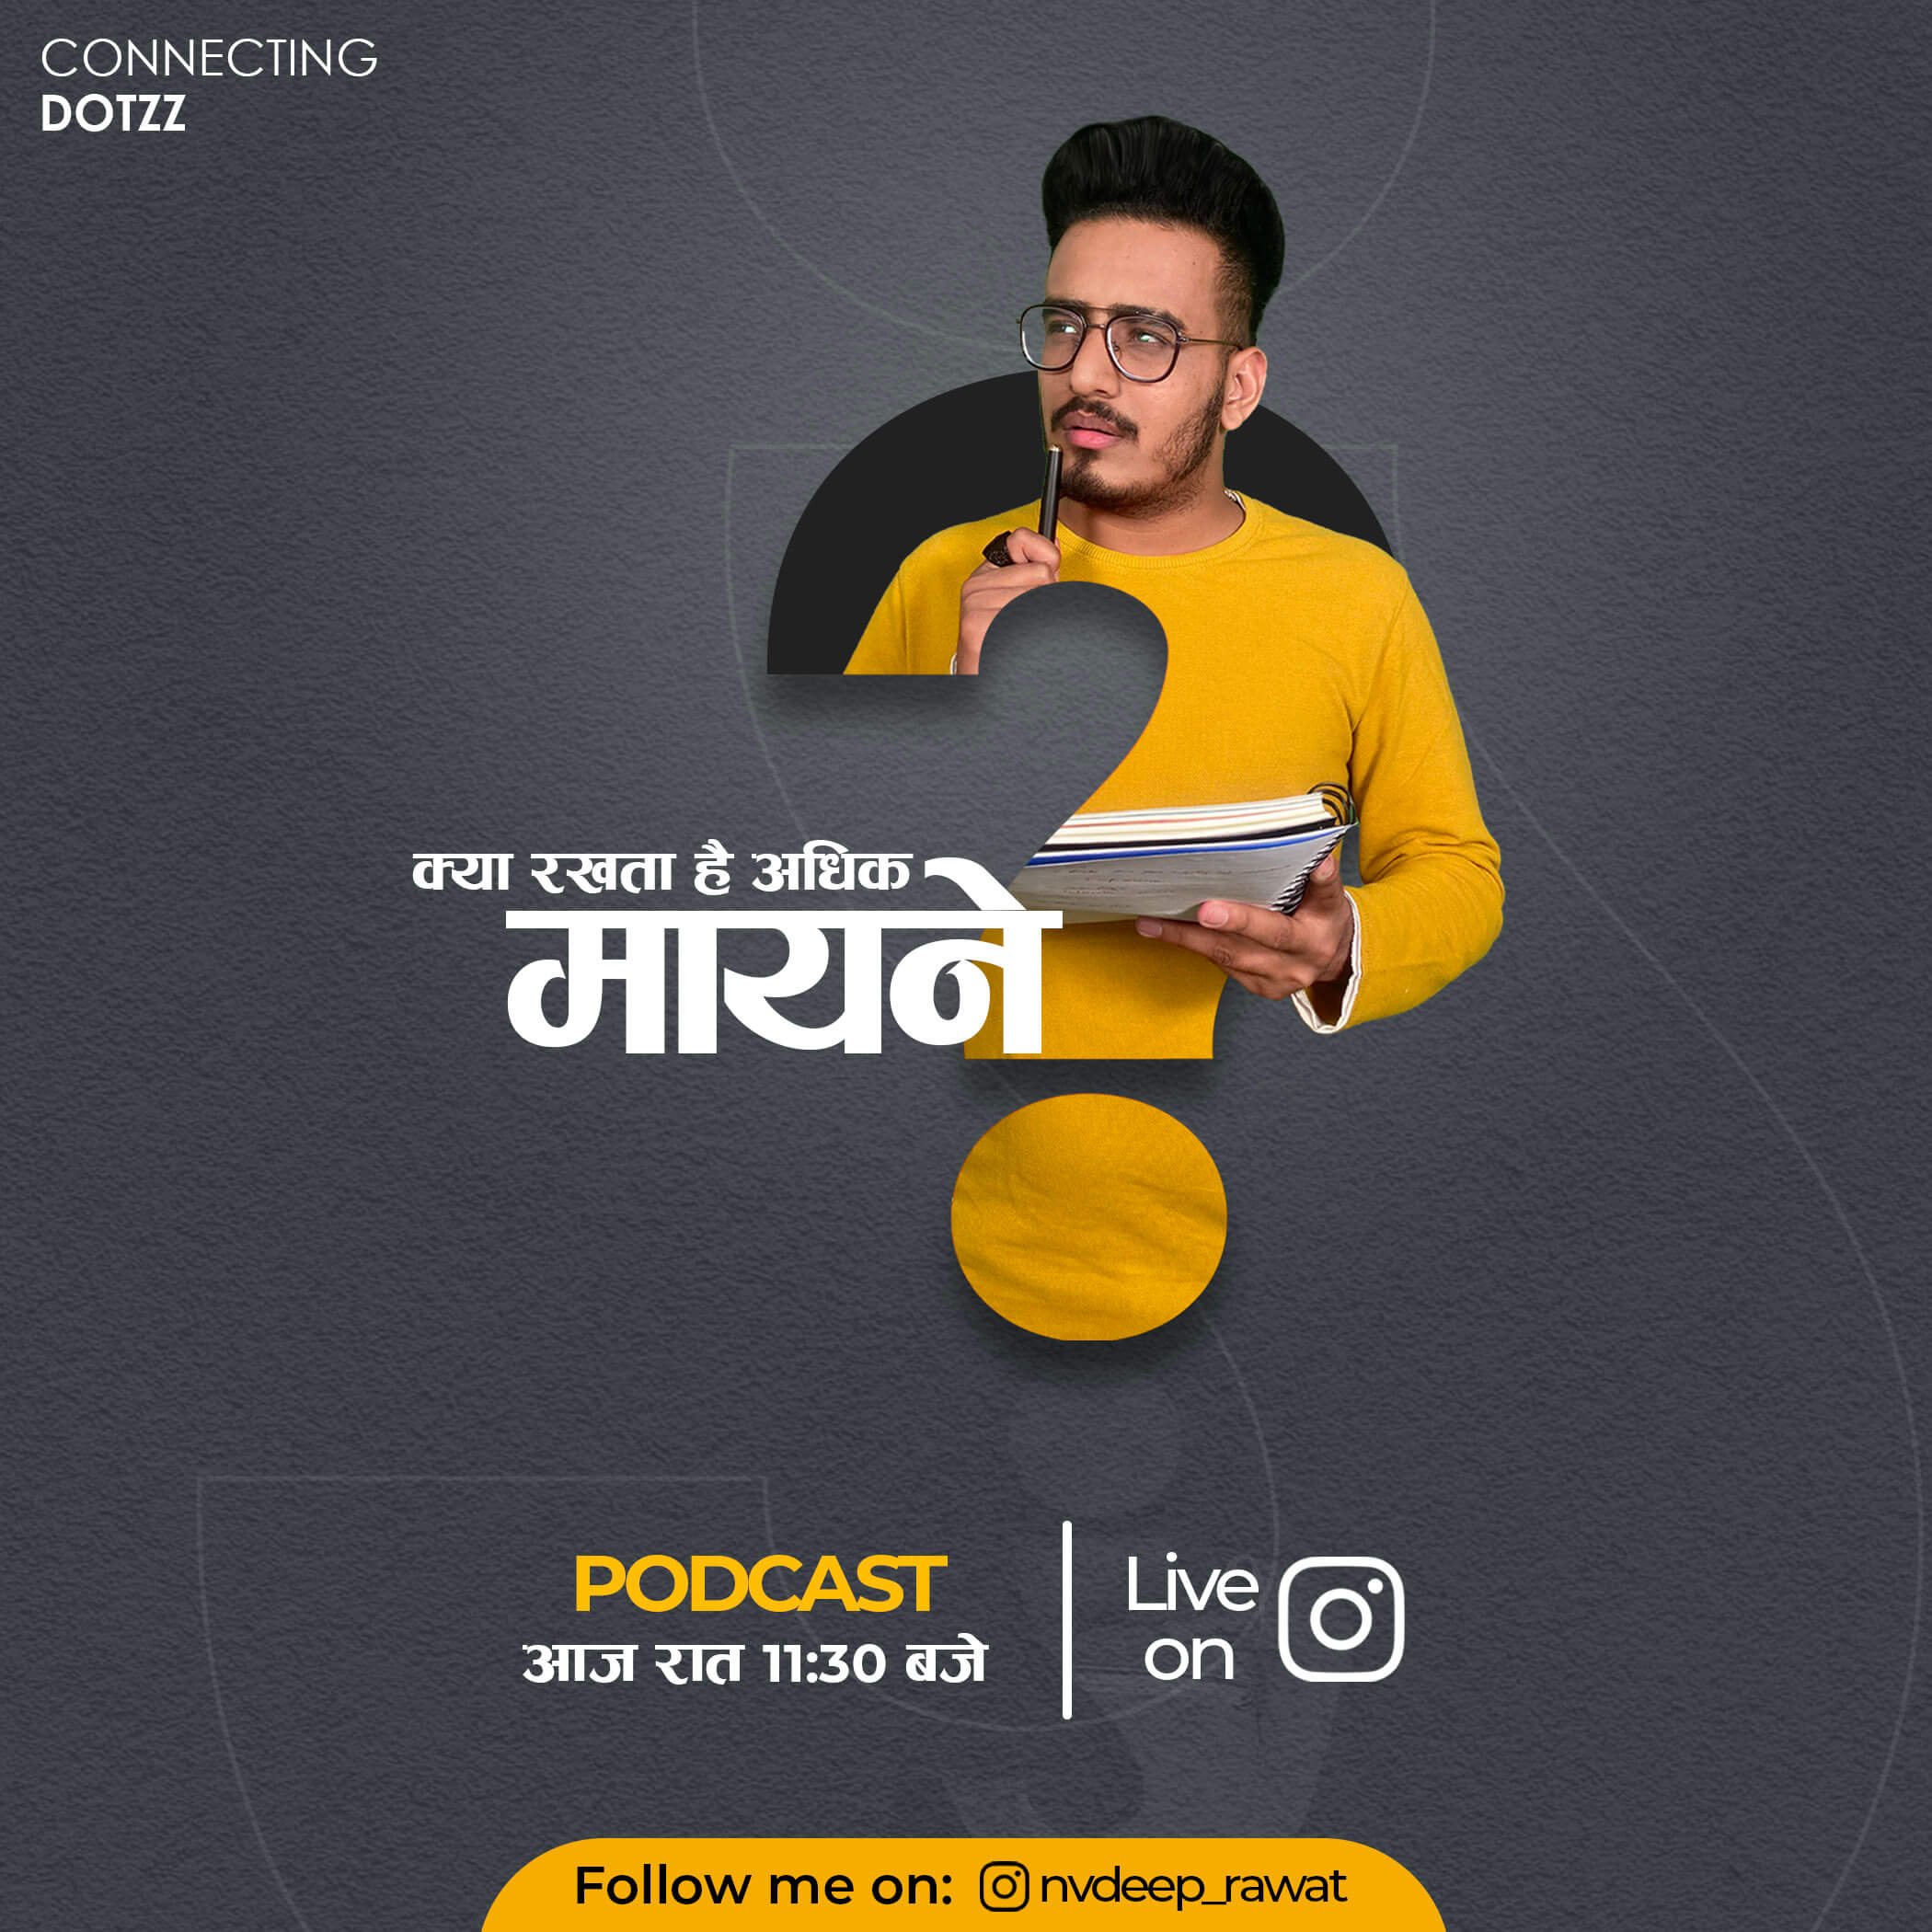 CONNECTING
DOTZZ
क्या रखता है अधिक
मायने
PODCAST
आज रात 11:30 बजे
Live
on
Follow me on: nvdeep_rawat